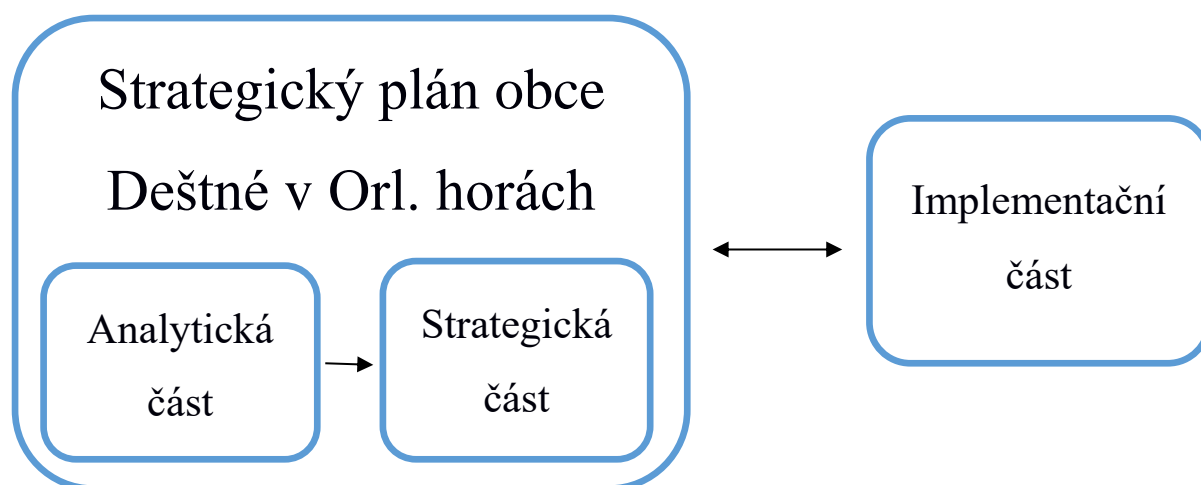 Strategický plán obce
Deštné v Orl. horách
Analytická
část
Strategická
část
Implementační
část